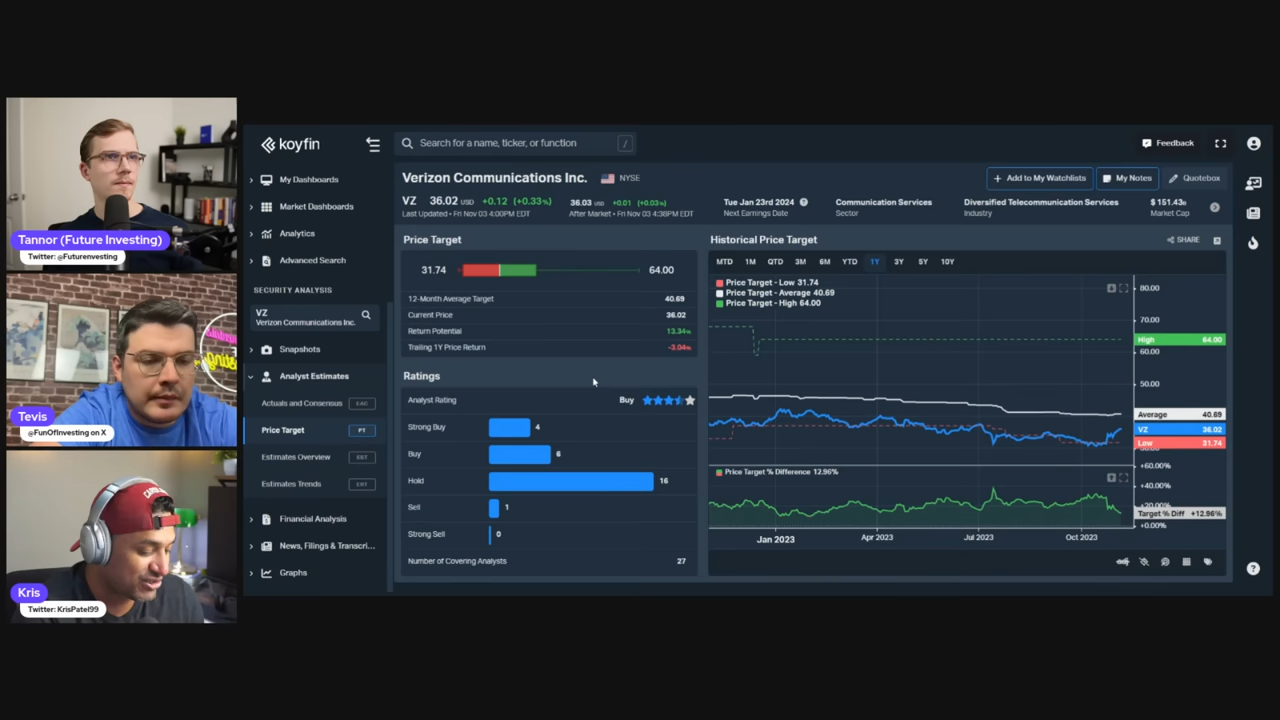 Tannor (Future Investing)
Twitter: @Futurenvesting
Tevis
@FunOfInvesting on X
Kris
Twitter: KrisPatel99
koyfin
Search for a name, ticker, or function
/
Feedback
My Dashboards
Market Dashboards
Analytics
Advanced Search
SECURITY ANALYSIS
VZ
Verizon Communications Inc.
Snapshots
Analyst Estimates
Actuals and Consensus EAC
Price Target PT
Estimates Overview EST
Estimates Trends EST
Financial Analysis
News, Filings & Transcri...
Graphs
Verizon Communications Inc. NYSE
+ Add to My Watchlists
My Notes
Quotebox
VZ 36.02 USD +0.12 (+0.33%)
Last Updated • Fri Nov 03 4:00PM EDT
36.03 USD +0.01 (+0.03%)
After Market • Fri Nov 03 4:38PM EDT
Tue Jan 23rd 2024 ?
Next Earnings Date
Communication Services
Sector
Diversified Telecommunication Services
Industry
$ 151.43B
Market Cap
Price Target
31.74 64.00
12-Month Average Target 40.69
Current Price 36.02
Return Potential 13.34%
Trailing 1Y Price Return -3.04%
Ratings
Analyst Rating Buy
Strong Buy 4
Buy 6
Hold 16
Sell 1
Strong Sell 0
Number of Covering Analysts 27
Historical Price Target
SHARE
MTD 1M QTD 3M 6M YTD 1Y 3Y 5Y 10Y
Price Target - Low 31.74
Price Target - Average 40.69
Price Target - High 64.00
80.00
70.00
High 64.00
60.00
50.00
Average 40.69
VZ 36.02
Low 31.74
Price Target % Difference 12.96%
+60.00%
+40.00%
Target % Diff +12.96%
+0.00%
Jan 2023 Apr 2023 Jul 2023 Oct 2023
?